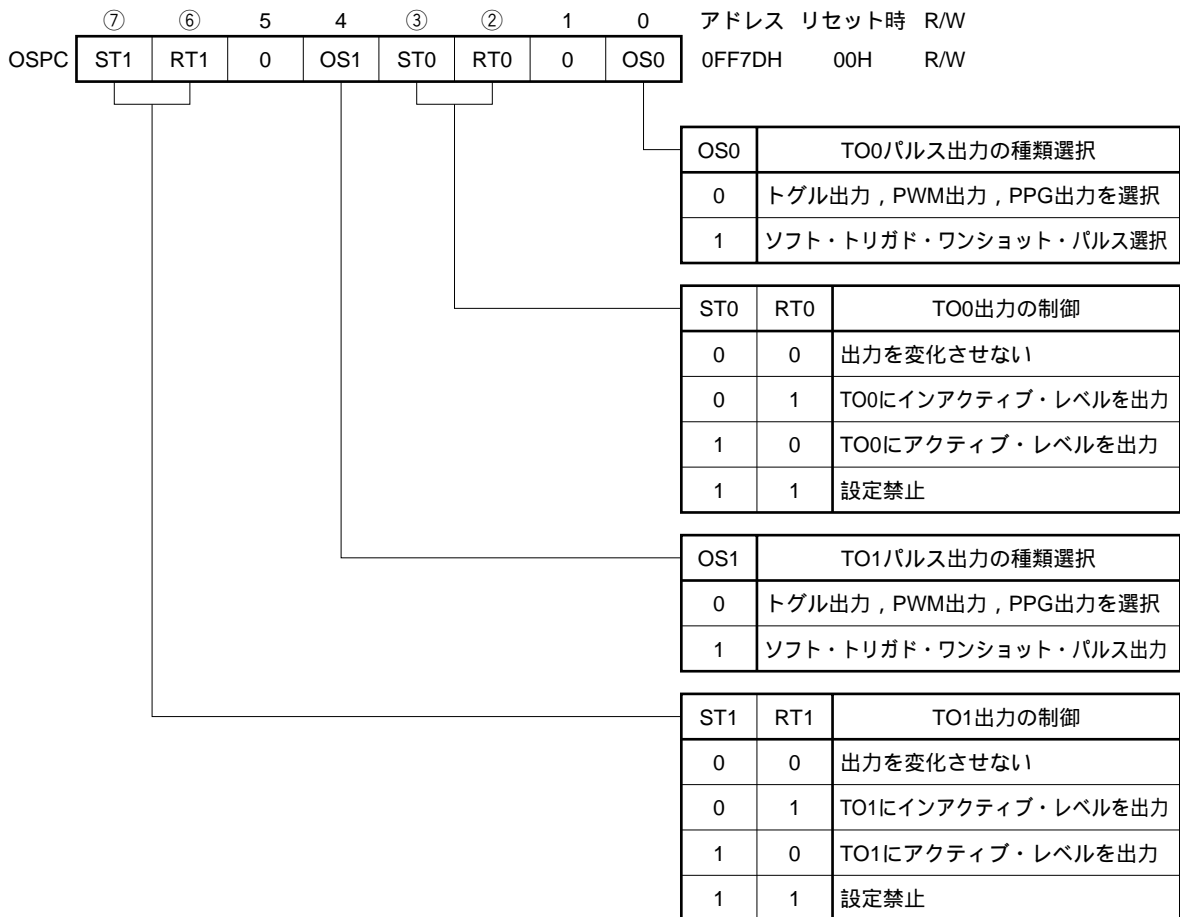 ⑦ ⑥ 5 4 ③ ② 1 0 アドレス リセット時 R/W
OSPC ST1 RT1 0 OS1 ST0 RT0 0 OS0 0FF7DH 00H R/W
OS0 TO0パルス出力の種類選択
0 トグル出力，PWM出力，PPG出力を選択
1 ソフト・トリガド・ワンショット・パルス選択
ST0 RT0 TO0出力の制御
0 0 出力を変化させない
0 1 TO0にインアクティブ・レベルを出力
1 0 TO0にアクティブ・レベルを出力
1 1 設定禁止
OS1 TO1パルス出力の種類選択
0 トグル出力，PWM出力，PPG出力を選択
1 ソフト・トリガド・ワンショット・パルス出力
ST1 RT1 TO1出力の制御
0 0 出力を変化させない
0 1 TO1にインアクティブ・レベルを出力
1 0 TO1にアクティブ・レベルを出力
1 1 設定禁止